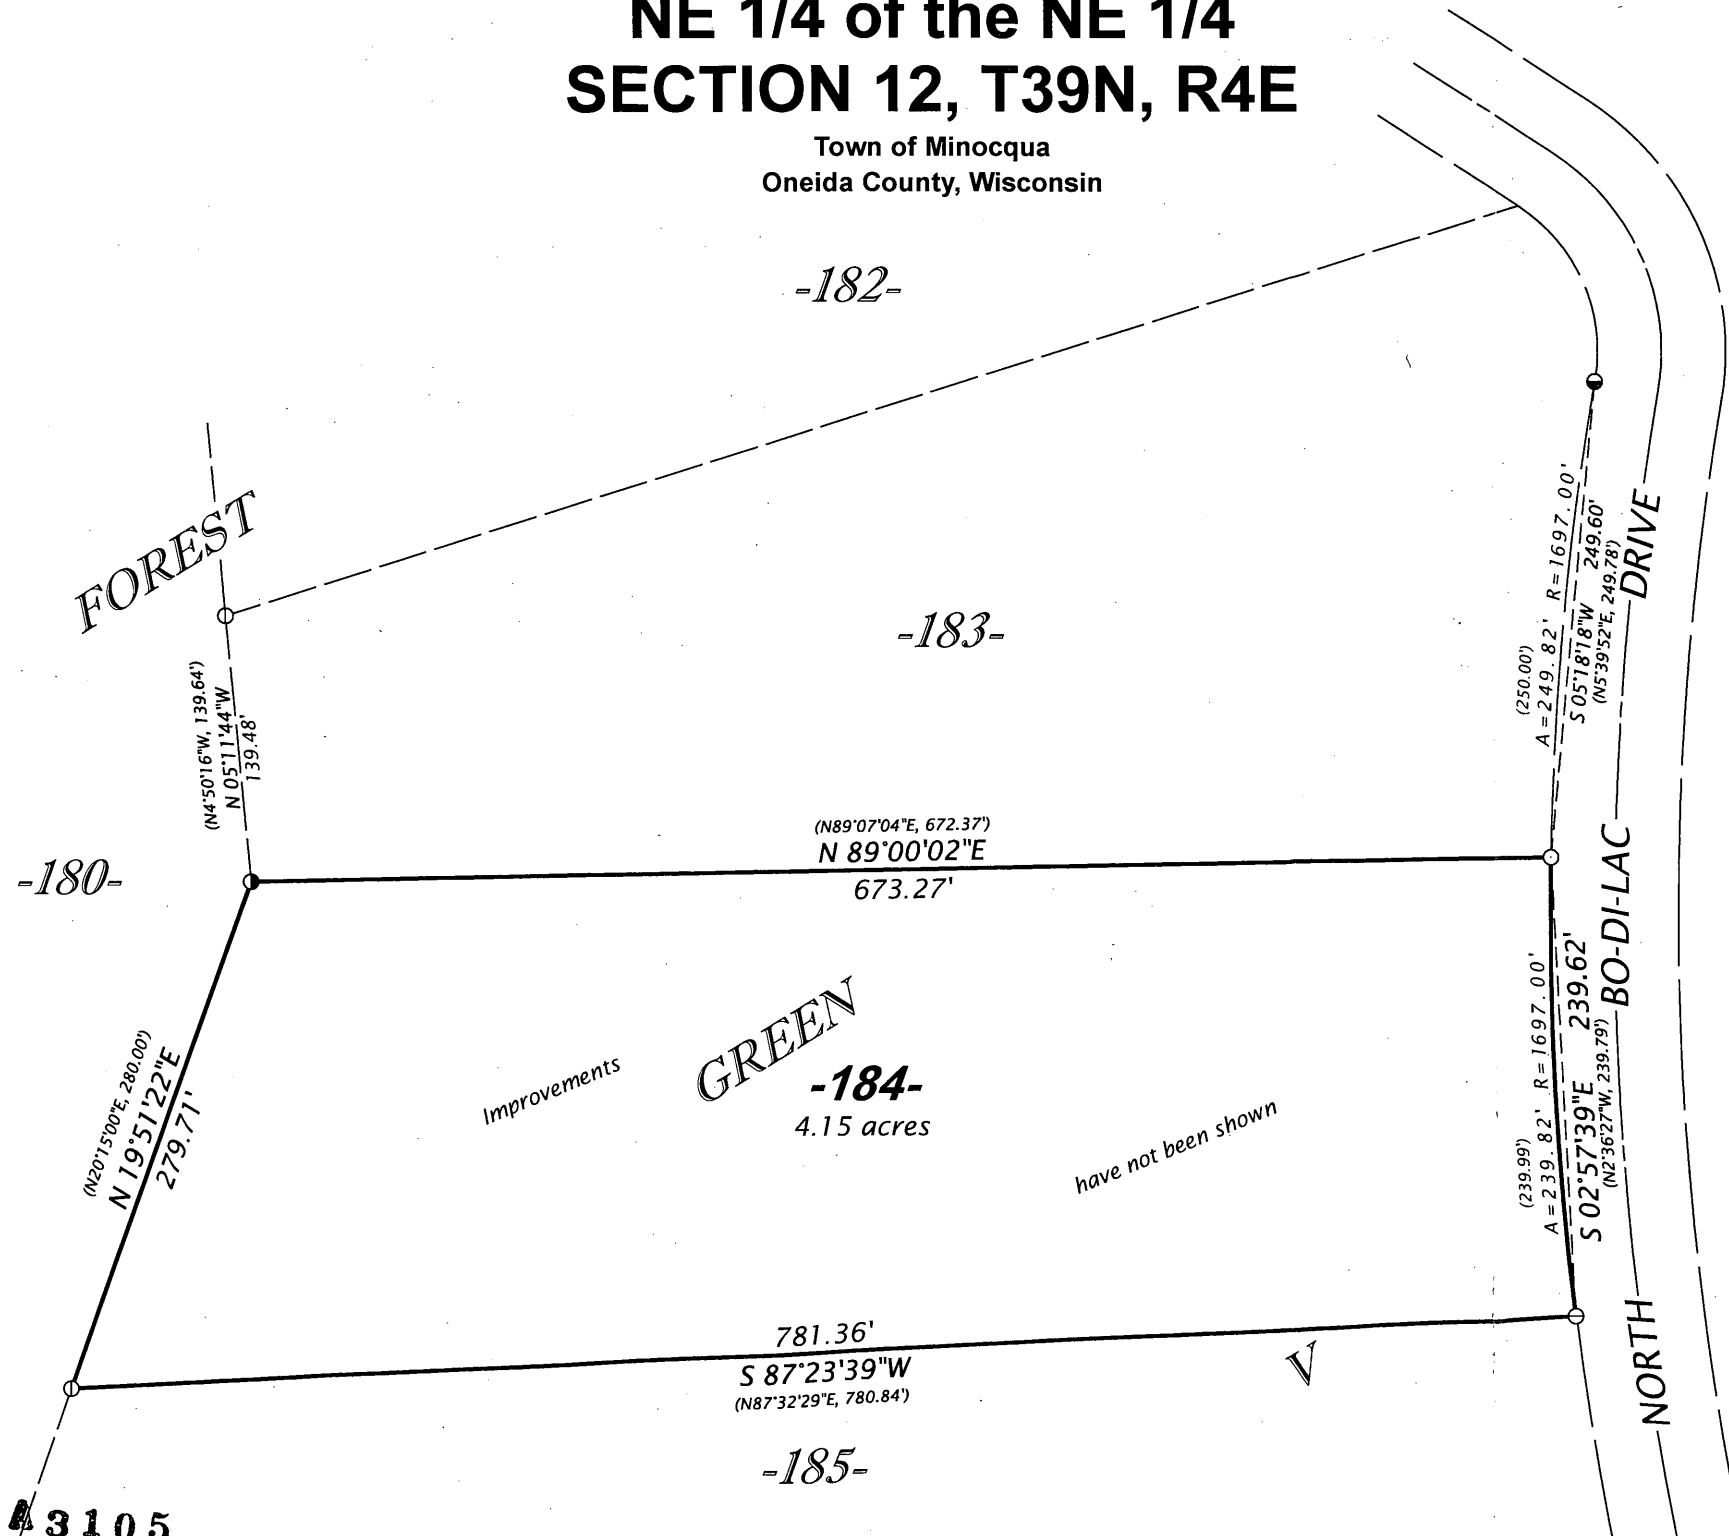 NE 1/4 of the NE 1/4
SECTION 12, T39N, R4E
Town of Minocqua
Oneida County, Wisconsin
-182-
FOREST
-183-
(250.00')
A=249.82' R=1697.00'
S 05°18'18"W 249.60'
(N5°39'52"E, 249.78')
DRIVE
(N4°50'16"W, 139.64')
N 05°11'44"W
139.48'
(N89°07'04"E, 672.37')
N 89°00'02"E
673.27'
-180-
BO-DI-LAC
GREEN
-184-
4.15 acres
Improvements
have not been shown
(N20°15'00"E, 280.00')
N 19°51'22"E
279.71'
(239.99')
A=239.82' R=1697.00'
S 02°57'39"E 239.62'
(N2°36'27"W, 239.79')
781.36'
S 87°23'39"W
(N87°32'29"E, 780.84')
V
NORTH
-185-
A3105